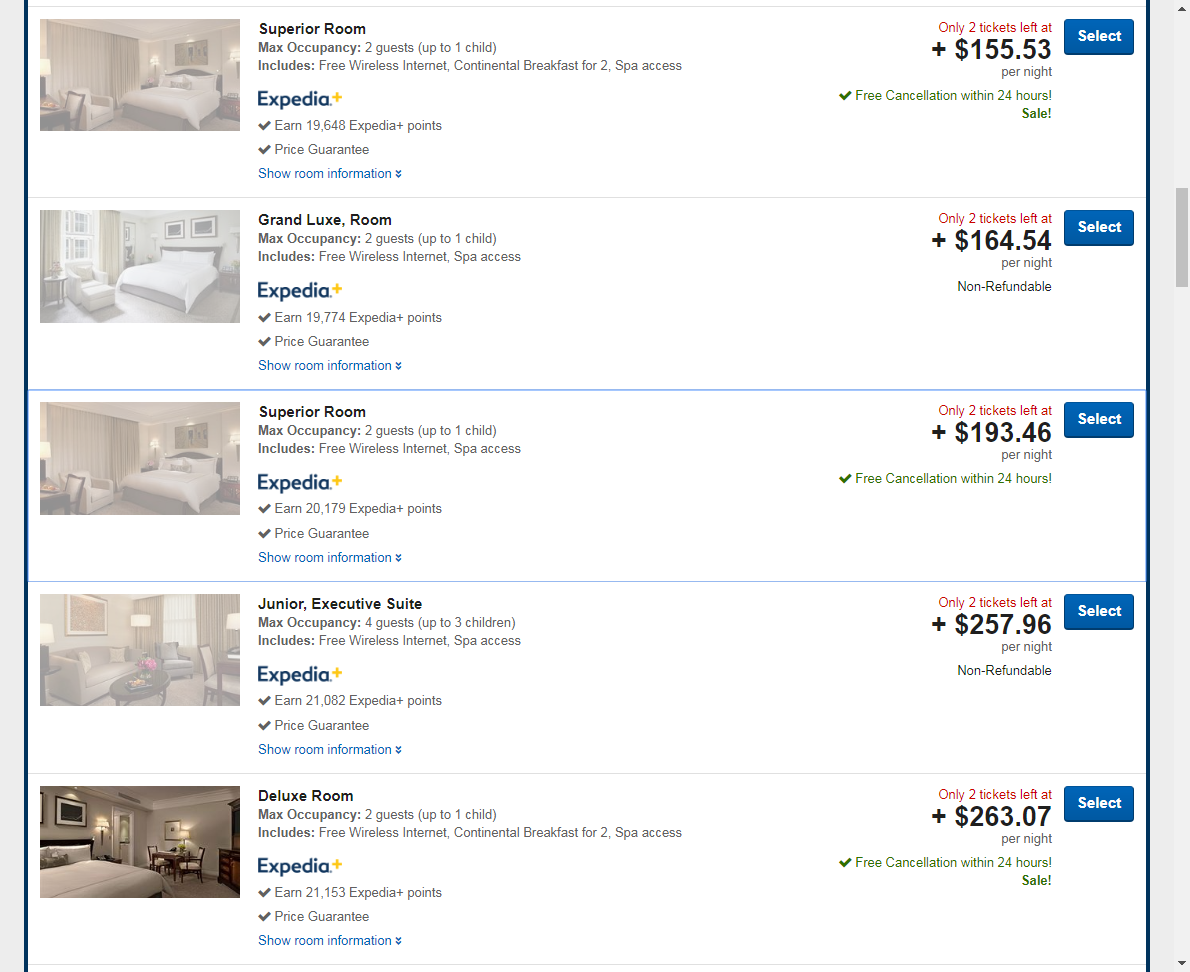 Superior Room
Max Occupancy: 2 guests (up to 1 child)
Includes: Free Wireless Internet, Continental Breakfast for 2, Spa access
Expedia+
Earn 19,648 Expedia+ points
Price Guarantee
Show room information
Only 2 tickets left at
+ $155.53
per night
Free Cancellation within 24 hours!
Sale!
Select
Grand Luxe, Room
Max Occupancy: 2 guests (up to 1 child)
Includes: Free Wireless Internet, Spa access
Expedia+
Earn 19,774 Expedia+ points
Price Guarantee
Show room information
Only 2 tickets left at
+ $164.54
per night
Non-Refundable
Select
Superior Room
Max Occupancy: 2 guests (up to 1 child)
Includes: Free Wireless Internet, Spa access
Expedia+
Earn 20,179 Expedia+ points
Price Guarantee
Show room information
Only 2 tickets left at
+ $193.46
per night
Free Cancellation within 24 hours!
Select
Junior, Executive Suite
Max Occupancy: 4 guests (up to 3 children)
Includes: Free Wireless Internet, Spa access
Expedia+
Earn 21,082 Expedia+ points
Price Guarantee
Show room information
Only 2 tickets left at
+ $257.96
per night
Non-Refundable
Select
Deluxe Room
Max Occupancy: 2 guests (up to 1 child)
Includes: Free Wireless Internet, Continental Breakfast for 2, Spa access
Expedia+
Earn 21,153 Expedia+ points
Price Guarantee
Show room information
Only 2 tickets left at
+ $263.07
per night
Free Cancellation within 24 hours!
Sale!
Select